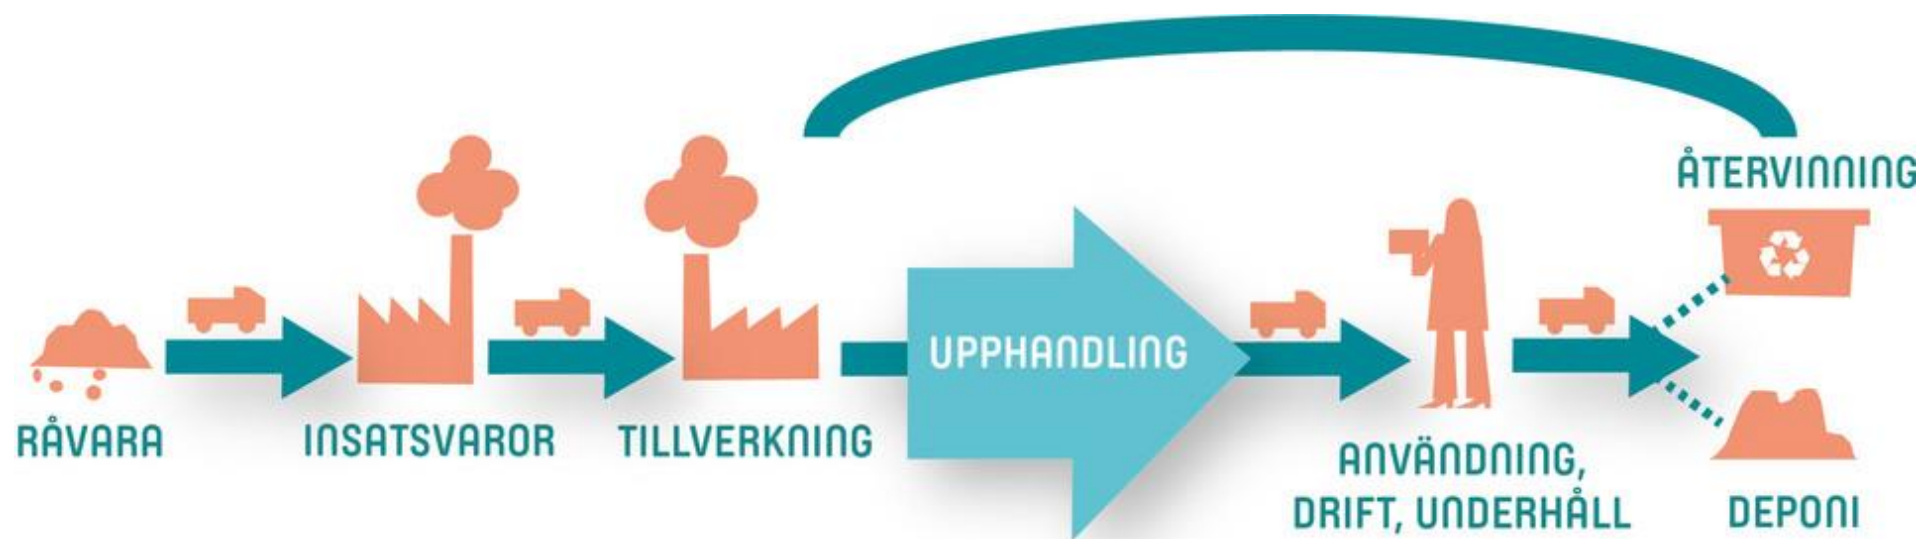 RÅVARA
INSATSVAROR
TILLVERKNING
UPPHANDLING
ANVÄNDNING,
DRIFT, UNDERHÅLL
ÅTERVINNING
DEPONI